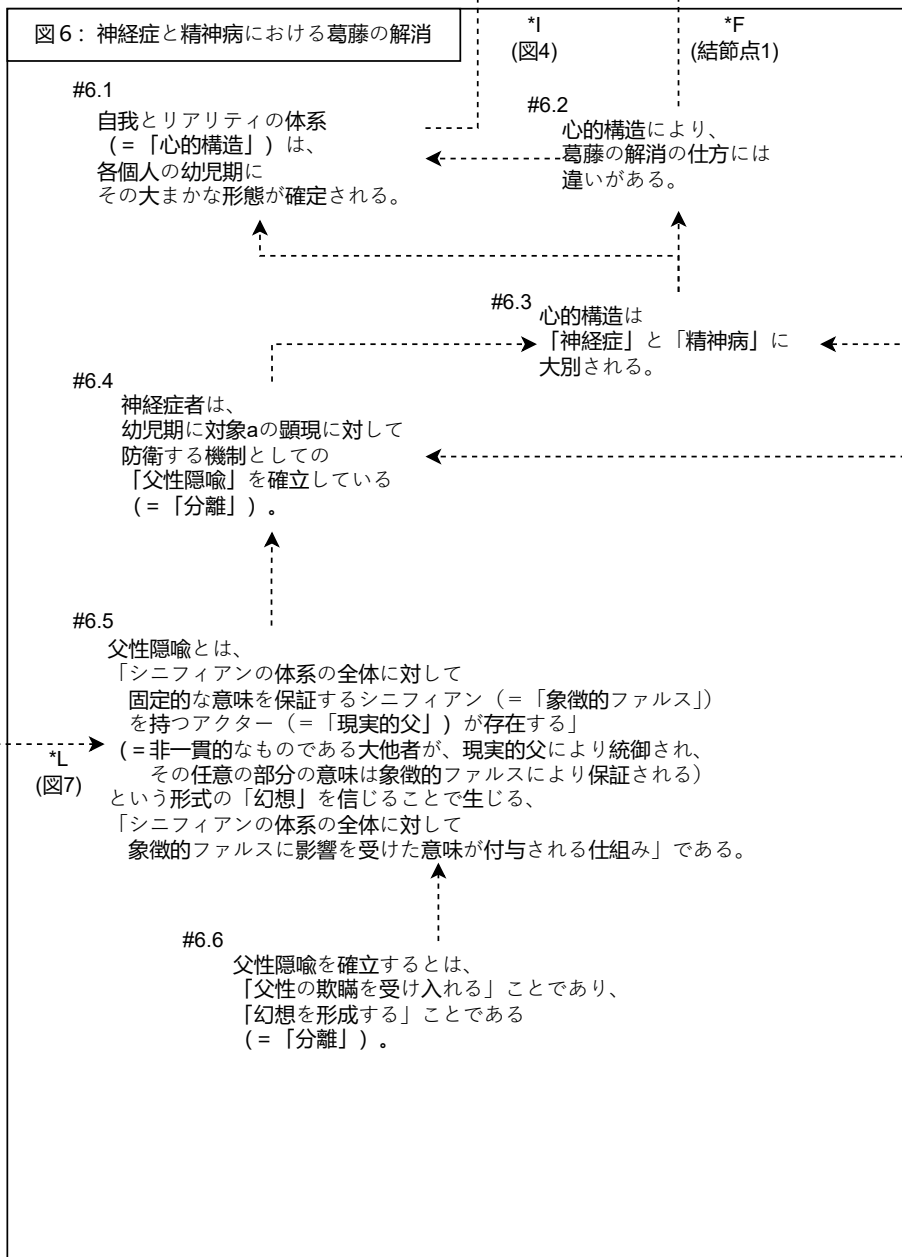 図6：神経症と精神病における葛藤の解消
*I
(図4)
*F
(結節点1)
#6.1
自我とリアリティの体系
（=「心的構造」）は、
各個人の幼児期に
その大まかな形態が確定される。
#6.2
心的構造により、
葛藤の解消の仕方には
違いがある。
#6.3
心的構造は
「神経症」と「精神病」に
大別される。
#6.4
神経症者は、
幼児期に対象aの顕現に対して
防衛する機制としての
「父性隠喩」を確立している
（=「分離」）。
#6.5
父性隠喩とは、
「シニフィアンの体系の全体に対して
固定的な意味を保証するシニフィアン（=「象徴的ファルス」）
を持つアクター（=「現実的父」）が存在する」
（=非一貫的なものである大他者が、現実的父により統御され、
その任意の部分の意味は象徴的ファルスにより保証される）
という形式の「幻想」を信じることで生じる、
「シニフィアンの体系の全体に対して
象徴的ファルスに影響を受けた意味が付与される仕組み」である。
*L
(図7)
#6.6
父性隠喩を確立するとは、
「父性の欺瞞を受け入れる」ことであり、
「幻想を形成する」ことである
（=「分離」）。